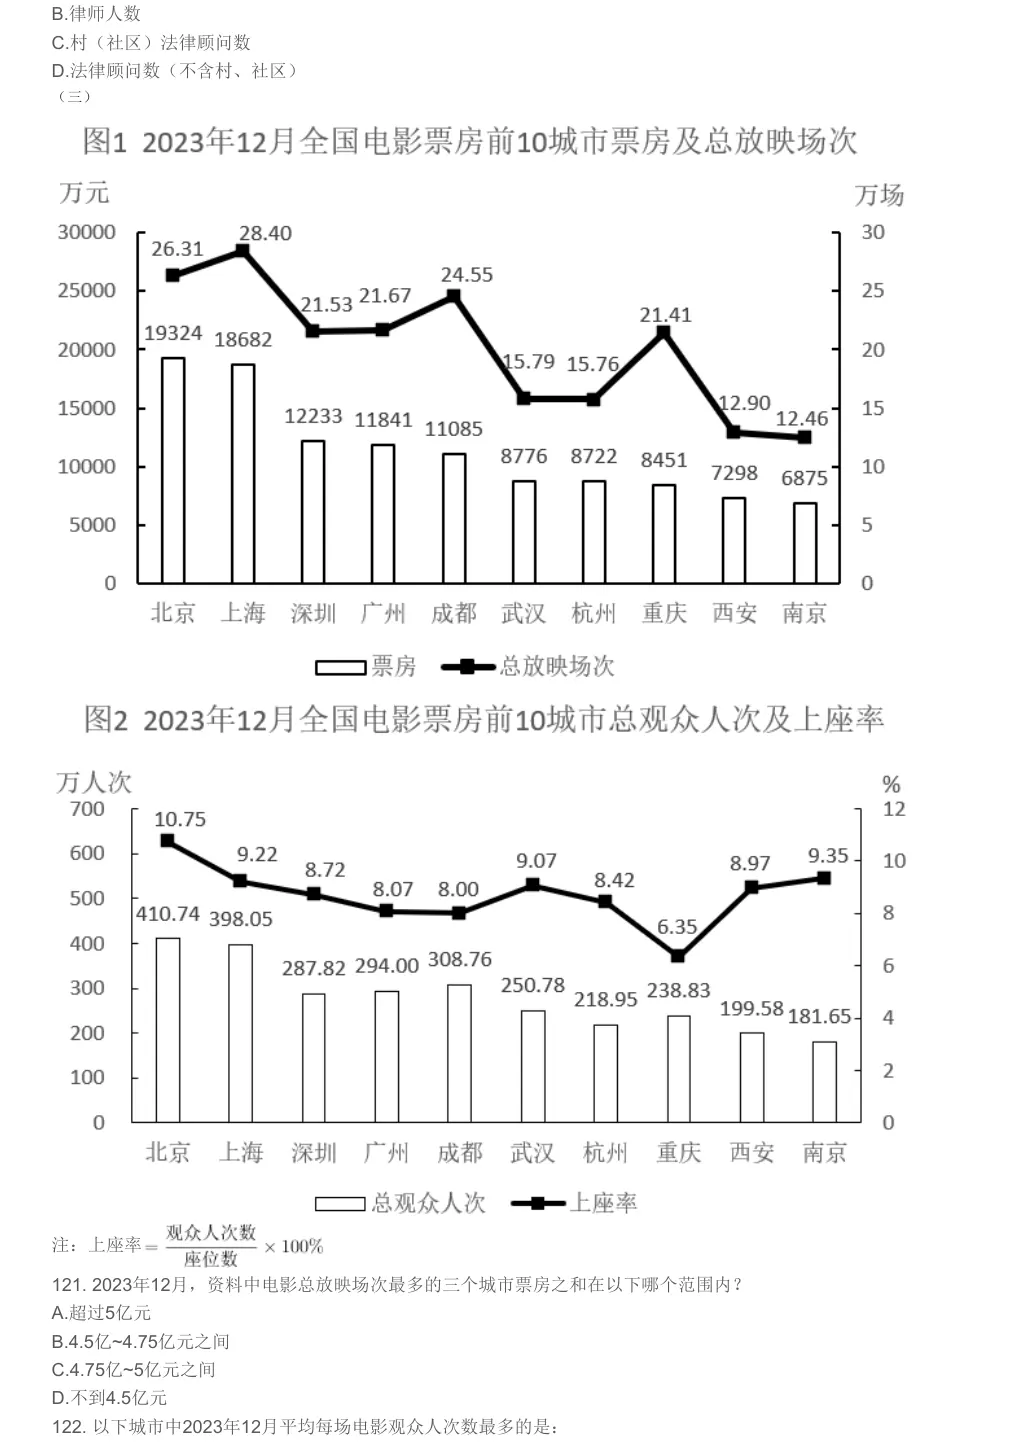 B.律师人数
C.村（社区）法律顾问数
D.法律顾问数（不含村、社区）
（三）
图1 2023年12月全国电影票房前10城市票房及总放映场次
万元 万场
30000 25000 20000 15000 10000 5000 0
26.31 28.40 21.53 21.67 24.55 15.79 15.76 21.41 12.90 12.46
19324 18682 12233 11841 11085 8776 8722 8451 7298 6875
30 25 20 15 10 5 0
北京 上海 深圳 广州 成都 武汉 杭州 重庆 西安 南京
票房 总放映场次
图2 2023年12月全国电影票房前10城市总观众人次及上座率
万人次 %
700 600 500 400 300 200 100 0
10.75 9.22 8.72 8.07 8.00 9.07 8.42 6.35 8.97 9.35
410.74 398.05 287.82 294.00 308.76 250.78 218.95 238.83 199.58 181.65
12 10 8 6 4 2 0
北京 上海 深圳 广州 成都 武汉 杭州 重庆 西安 南京
总观众人次 上座率
注：上座率= 观众人次数 / 座位数 × 100%
121. 2023年12月，资料中电影总放映场次最多的三个城市票房之和在以下哪个范围内？
A.超过5亿元
B.4.5亿~4.75亿元之间
C.4.75亿~5亿元之间
D.不到4.5亿元
122. 以下城市中2023年12月平均每场电影观众人次数最多的是：